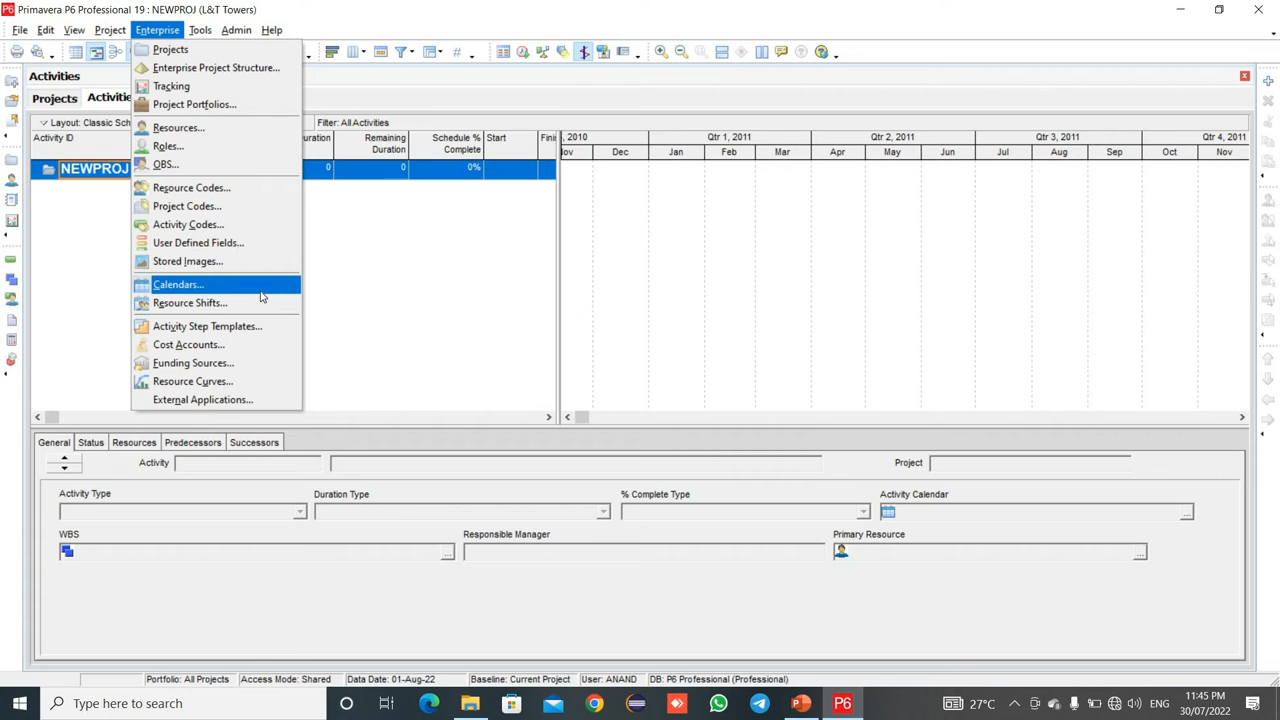 Primavera P6 Professional 19 : NEWPROJ (L&T Towers)
File Edit View Project Enterprise Tools Admin Help
Projects
Enterprise Project Structure...
Tracking
Project Portfolios...
Resources...
Roles...
OBS...
Resource Codes...
Project Codes...
Activity Codes...
User Defined Fields...
Stored Images...
Calendars...
Resource Shifts...
Activity Step Templates...
Cost Accounts...
Funding Sources...
Resource Curves...
External Applications...
Activities
Projects
Layout: Classic Sch
Filter: All Activities
Activity ID
Remaining Duration
Schedule % Complete
Start
, 2010 Qtr 1, 2011 Qtr 2, 2011 Qtr 3, 2011 Qtr 4, 2011
Dec Jan Feb Mar Apr May Jun Jul Aug Sep Oct Nov
NEWPROJ 0 0 0%
General Status Resources Predecessors Successors
Activity Project
Activity Type Duration Type % Complete Type Activity Calendar
WBS Responsible Manager Primary Resource
Portfolio: All Projects Access Mode: Shared Data Date: 01-Aug-22 Baseline: Current Project User: ANAND DB: P6 Professional (Professional)
Type here to search
P6
27°C
ENG
11:45 PM
30/07/2022